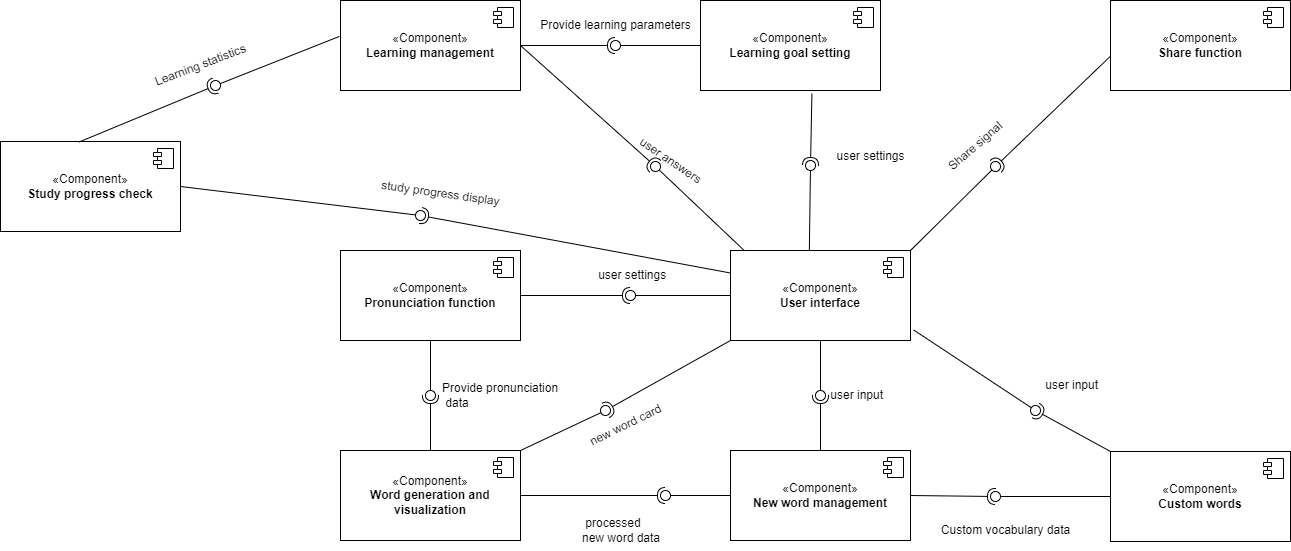 «Component»
Learning management
Provide learning parameters
«Component»
Learning goal setting
«Component»
Share function
Learning statistics
user answers
user settings
Share signal
«Component»
Study progress check
study progress display
«Component»
Pronunciation function
user settings
«Component»
User interface
Provide pronunciation
data
new word card
user input
user input
«Component»
Word generation and
visualization
processed
new word data
«Component»
New word management
Custom vocabulary data
«Component»
Custom words